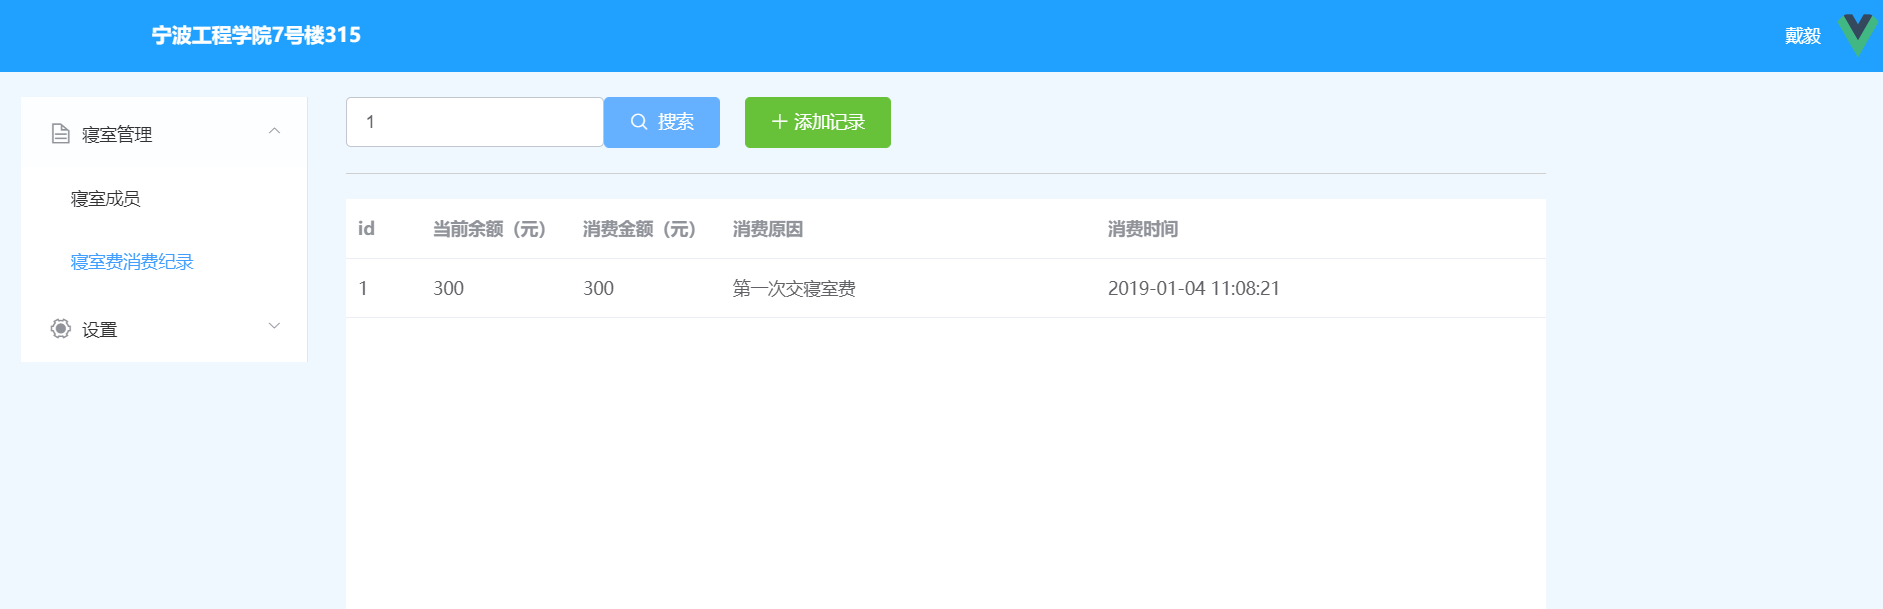 宁波工程学院7号楼315
戴毅
寝室管理
寝室成员
寝室费消费纪录
设置
1 搜索 添加记录
id 当前余额（元） 消费金额（元） 消费原因 消费时间
1 300 300 第一次交寝室费 2019-01-04 11:08:21